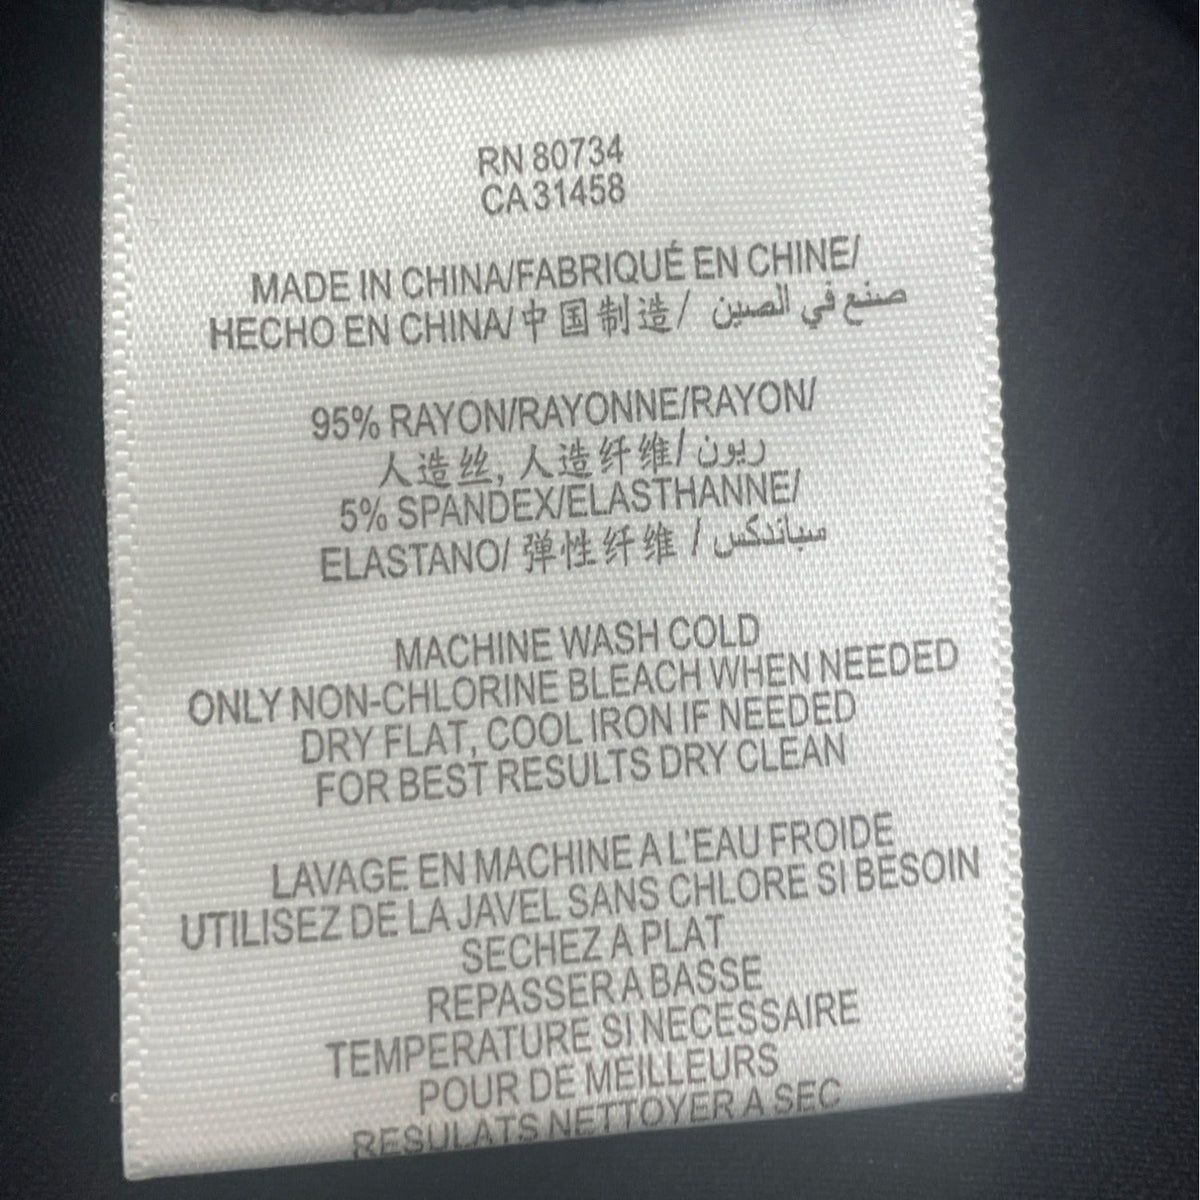 RN 80734
CA 31458
MADE IN CHINA/FABRIQUÉ EN CHINE/
HECHO EN CHINA/中国制造/ صنع في الصين
95% RAYON/RAYONNE/RAYON/
人造丝, 人造纤维/ ريون
5% SPANDEX/ELASTHANNE/
ELASTANO/ 弹性纤维 / سباندكس
MACHINE WASH COLD
ONLY NON-CHLORINE BLEACH WHEN NEEDED
DRY FLAT, COOL IRON IF NEEDED
FOR BEST RESULTS DRY CLEAN
LAVAGE EN MACHINE A L'EAU FROIDE
UTILISEZ DE LA JAVEL SANS CHLORE SI BESOIN
SECHEZ A PLAT
REPASSER A BASSE
TEMPERATURE SI NECESSAIRE
POUR DE MEILLEURS
RESULATS NETTOYER A SEC